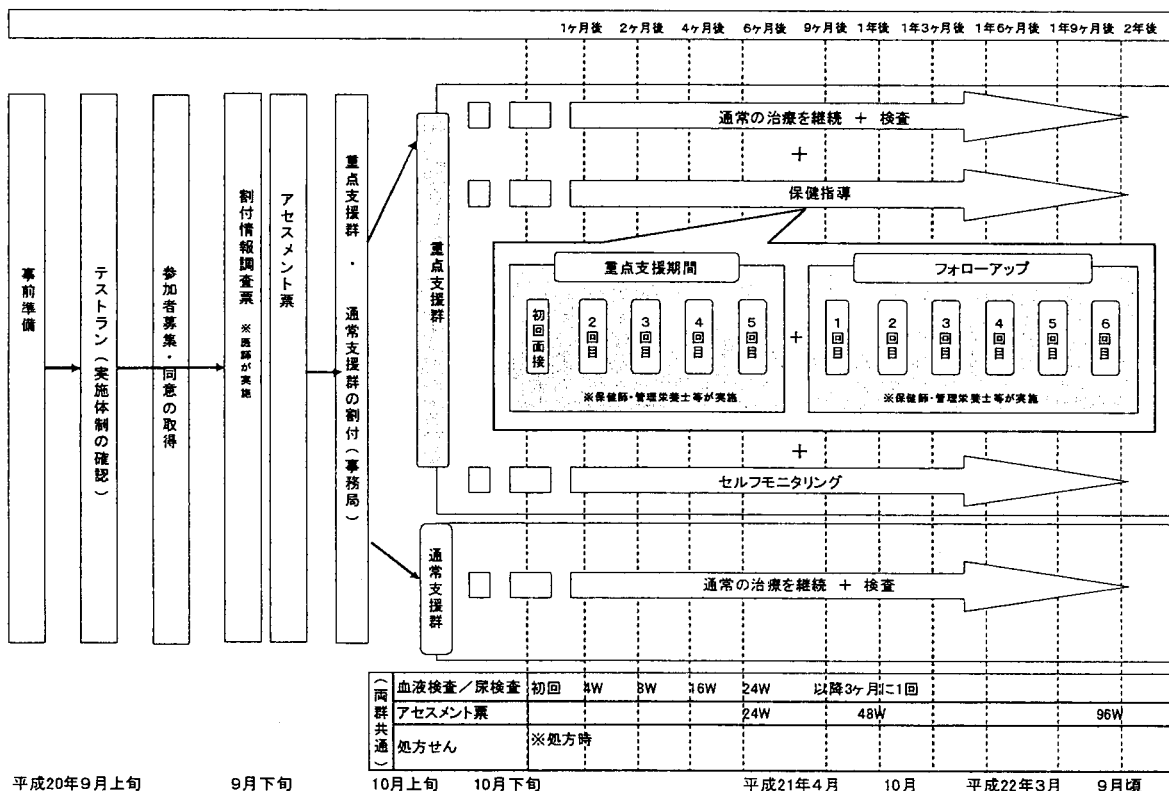 1ヶ月後 2ヶ月後 4ヶ月後 6ヶ月後 9ヶ月後 1年後 1年3ヶ月後 1年6ヶ月後 1年9ヶ月後 2年後
事前準備
テストラン(実施体制の確認)
参加者募集・同意の取得
割付情報調査票 ※医師が実施
アセスメント票
重点支援群 ・ 通常支援群の割付(事務局)
重点支援群
通常の治療を継続 + 検査
+
保健指導
重点支援期間
初回面接
2回目
3回目
4回目
5回目
※保健師・管理栄養士等が実施
+
フォローアップ
1回目
2回目
3回目
4回目
5回目
6回目
※保健師・管理栄養士等が実施
+
セルフモニタリング
通常支援群
通常の治療を継続 + 検査
(両群共通)
血液検査/尿検査 初回 4W 8W 16W 24W 以降3ヶ月に1回
アセスメント票 24W 48W 96W
処方せん ※処方時
平成20年9月上旬 9月下旬 10月上旬 10月下旬 平成21年4月 10月 平成22年3月 9月頃